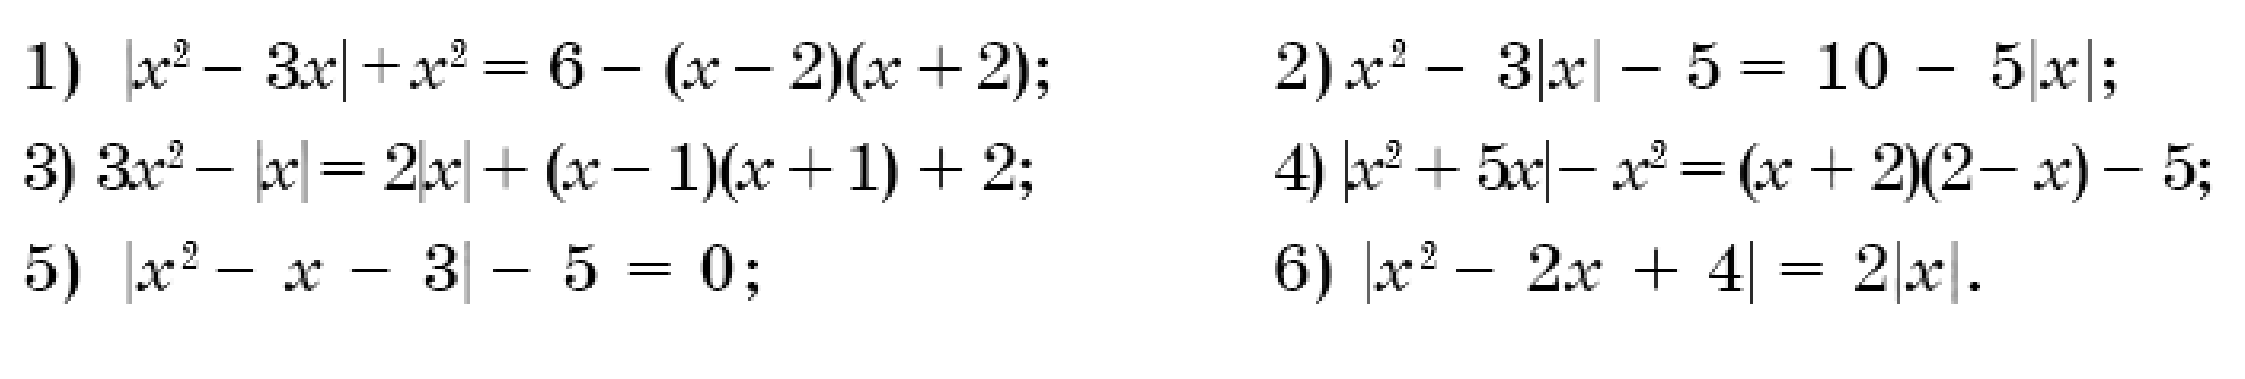 1) |x² − 3x| + x² = 6 − (x − 2)(x + 2);
2) x² − 3|x| − 5 = 10 − 5|x|;
3) 3x² − |x| = 2|x| + (x − 1)(x + 1) + 2;
4) |x² + 5x| − x² = (x + 2)(2 − x) − 5;
5) |x² − x − 3| − 5 = 0;
6) |x² − 2x + 4| = 2|x|.